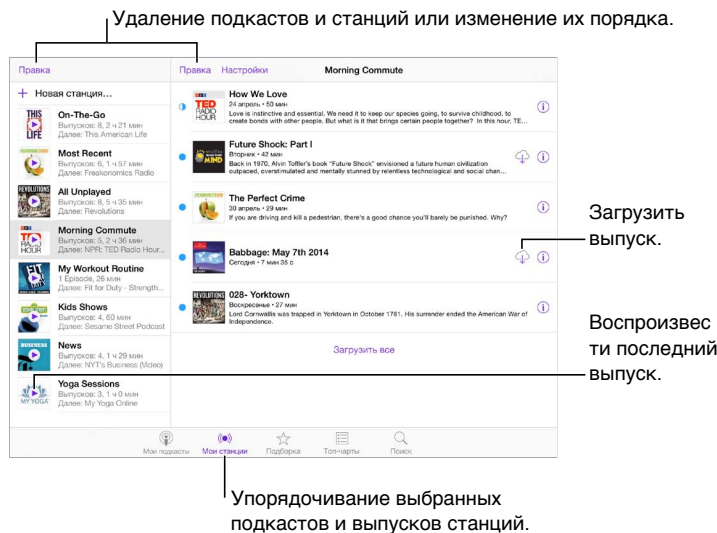 Удаление подкастов и станций или изменение их порядка.
Правка
Правка Настройки Morning Commute
+ Новая станция...
On-The-Go
Выпусков: 8, 2 ч 21 мин
Далее: This American Life
Most Recent
Выпусков: 6, 1 ч 57 мин
Далее: Freakonomics Radio
All Unplayed
Выпусков: 8, 5 ч 35 мин
Далее: Revolutions
Morning Commute
Выпусков: 5, 2 ч 36 мин
Далее: NPR: TED Radio Hour...
My Workout Routine
1 Episode, 26 мин
Далее: Fit for Duty - Strength...
Kids Shows
Выпусков: 4, 60 мин
Далее: Sesame Street Podcast
News
Выпусков: 4, 1 ч 29 мин
Далее: NYT's Business (Video)
Yoga Sessions
Выпусков: 3, 1 ч 0 мин
Далее: My Yoga Online
How We Love
24 апрель • 50 мин
Love is instinctive and essential. We need it to keep our species going, to survive childhood, to
create bonds with other people. But what is it that brings certain people together? In this hour, TE...
Future Shock: Part I
Вторник • 42 мин
Back in 1970, Alvin Toffler's book "Future Shock" envisioned a future human civilization
outpaced, overstimulated and mentally stunned by relentless technological and social chan...
The Perfect Crime
30 апреля • 29 мин
If you are driving and kill a pedestrian, there's a good chance you'll barely be punished. Why?
Babbage: May 7th 2014
Сегодня • 7 мин 35 с
028- Yorktown
Воскресенье • 27 мин
Lord Cornwallis was trapped in Yorktown in October 1781. His surrender ended the American War of
Independence.
Загрузить все
Загрузить
выпуск.
Воспроизвес
ти последний
выпуск.
Мои подкасты Мои станции Подборка Топ-чарты Поиск
Упорядочивание выбранных
подкастов и выпусков станций.